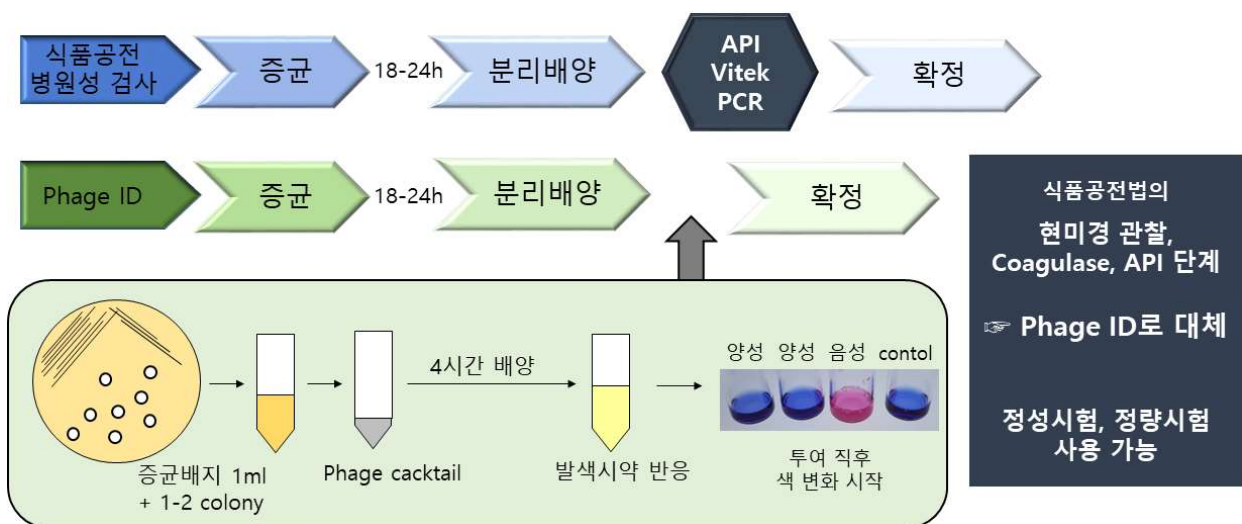 식품공전
병원성 검사
증균
18-24h
분리배양
API
Vitek
PCR
확정
Phage ID
증균
18-24h
분리배양
확정
식품공전법의
현미경 관찰,
Coagulase, API 단계
☞ Phage ID로 대체
정성시험, 정량시험
사용 가능
4시간 배양
양성 양성 음성 contol
증균배지 1ml
+ 1-2 colony
Phage cacktail
발색시약 반응
투여 직후
색 변화 시작